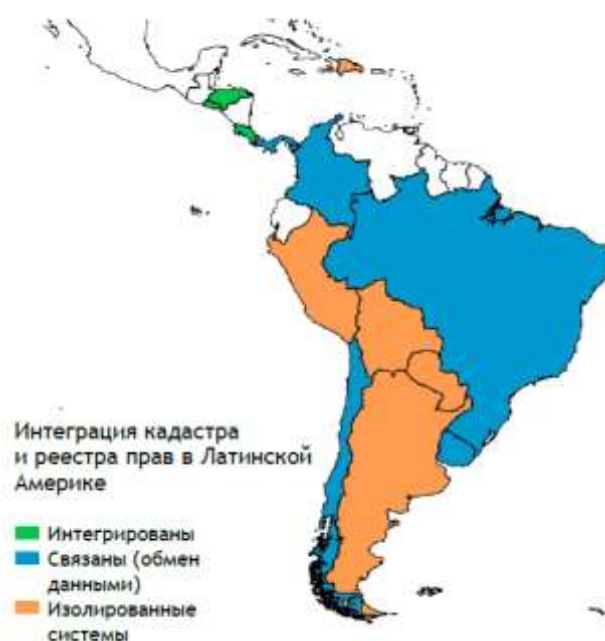 Интеграция кадастра
и реестра прав в Латинской
Америке
Интегрированы
Связаны (обмен
данными)
Изолированные
системы